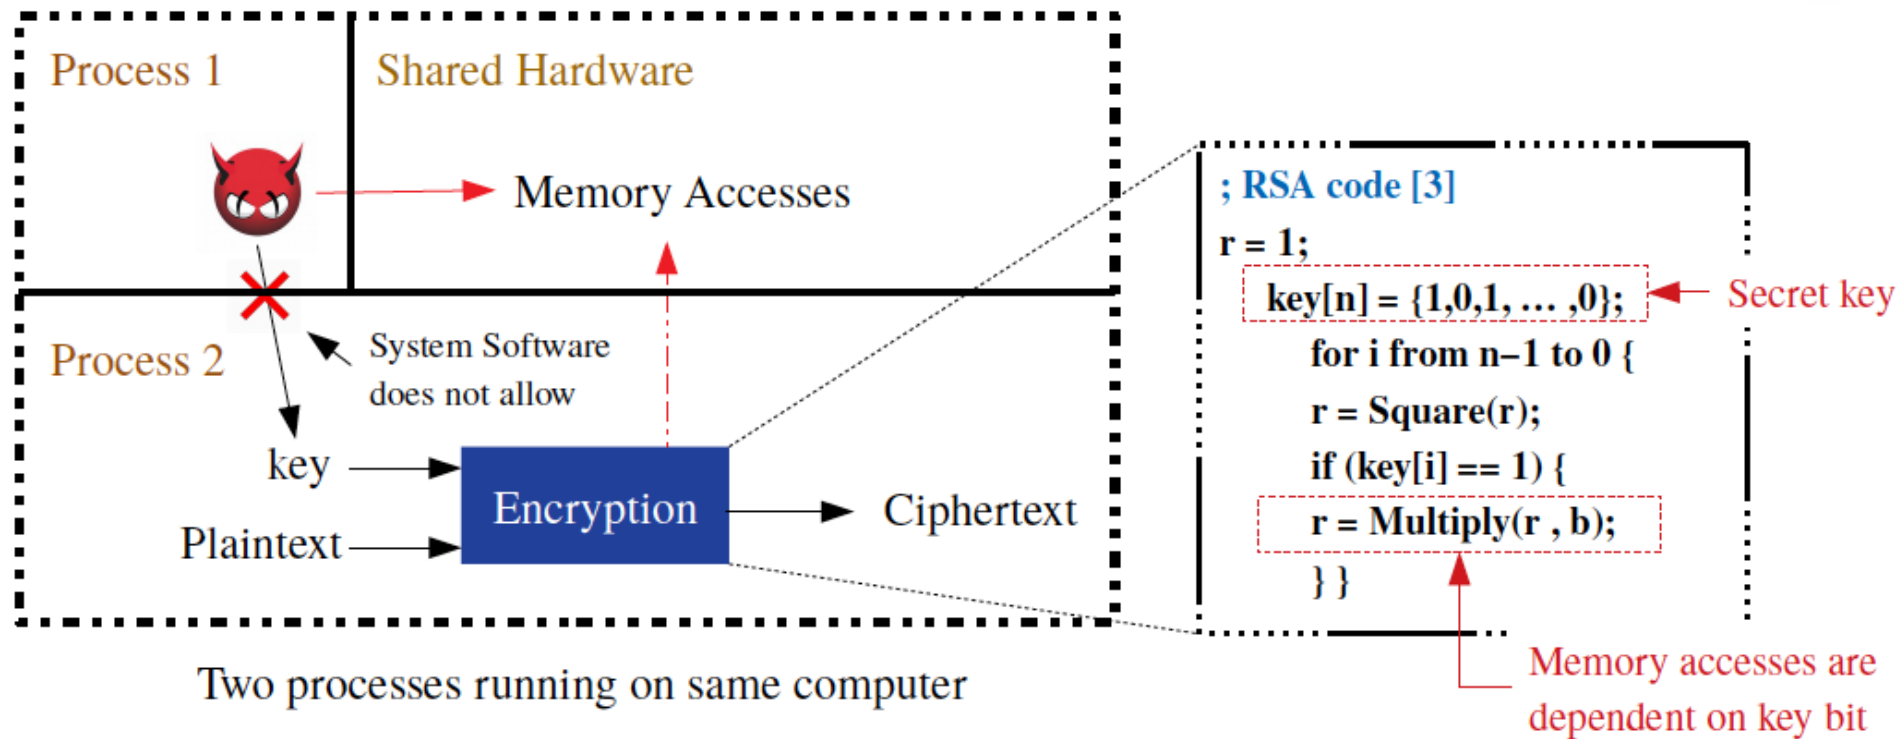 Process 1
Shared Hardware
Memory Accesses
Process 2
System Software
does not allow
key
Plaintext
Encryption
Ciphertext
Two processes running on same computer
; RSA code [3]
r = 1;
key[n] = {1,0,1, ... ,0};
for i from n−1 to 0 {
r = Square(r);
if (key[i] == 1) {
r = Multiply(r , b);
} }
Secret key
Memory accesses are
dependent on key bit